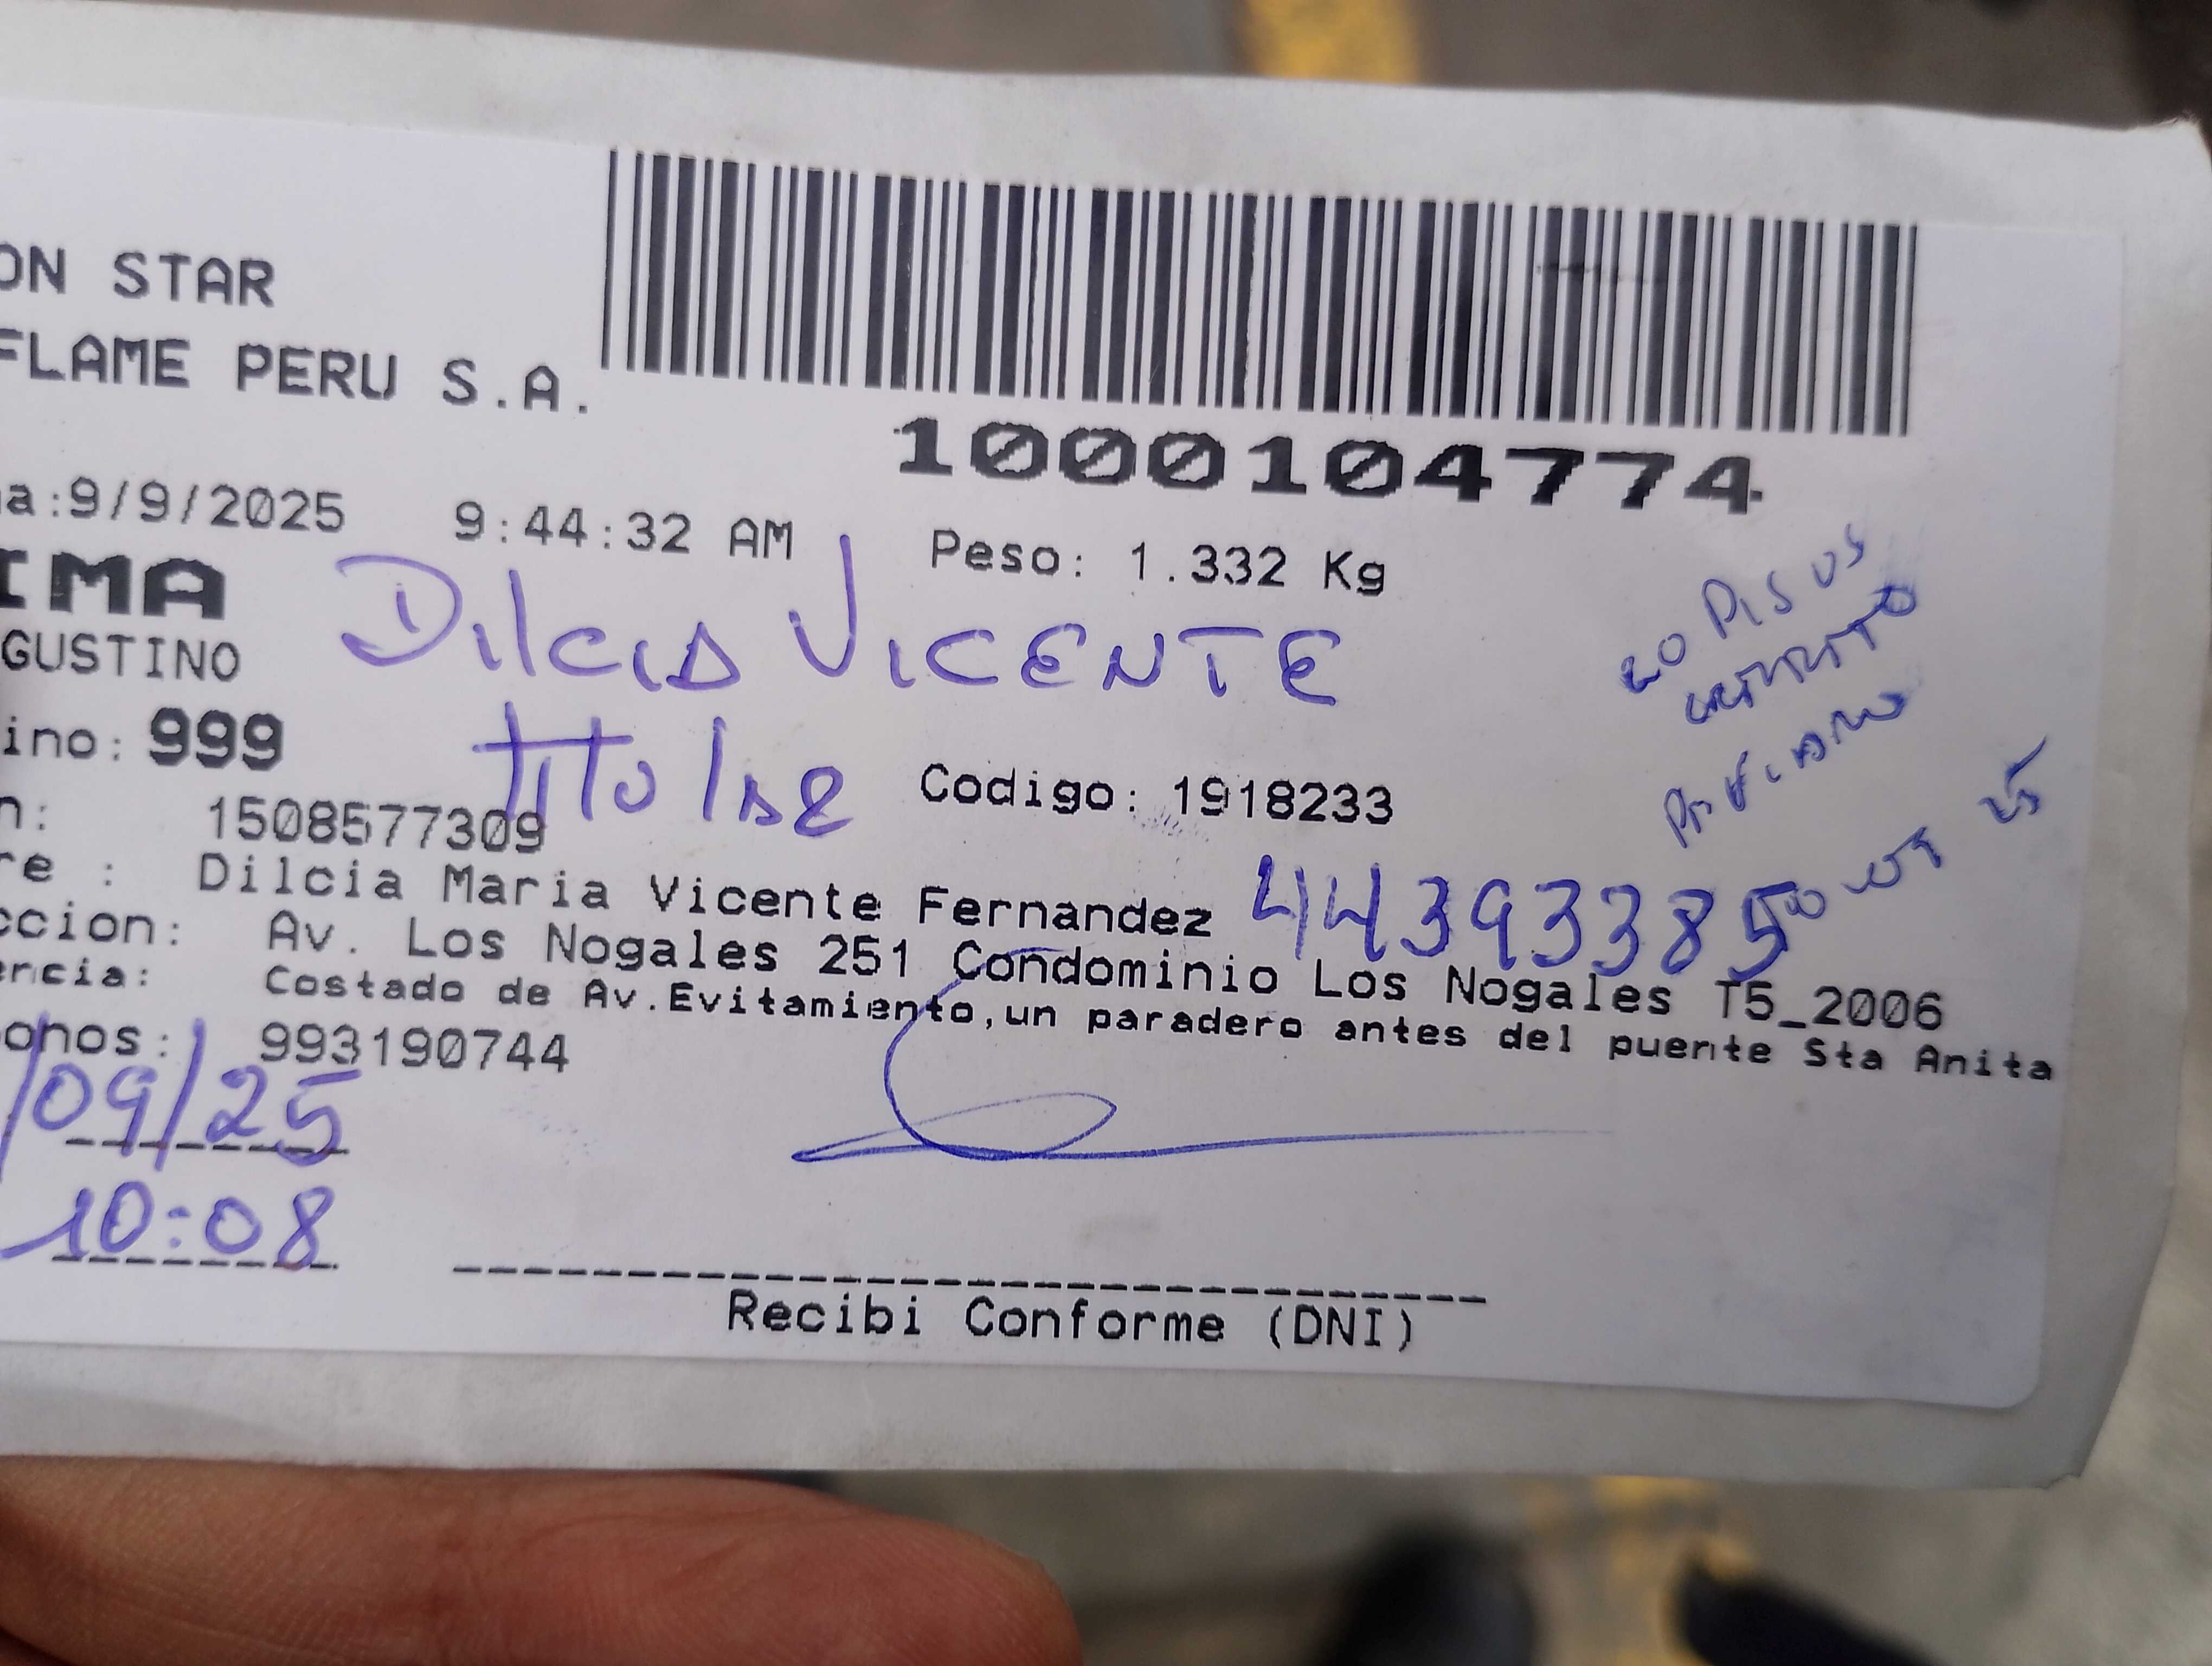 ON STAR
FLAME PERU S.A.
1000104774
a:9/9/2025 9:44:32 AM Peso: 1.332 Kg
IMA
GUSTINO
DIlCIA VICENTE
20 PISOS
ino: 999
TITulAR
Codigo: 1918233
n: 1508577309
re : Dilcia Maria Vicente Fernandez 44393385
ccion: Av. Los Nogales 251 Condominio Los Nogales T5_2006
encia: Costado de Av.Evitamiento,un paradero antes del puente Sta Anita
onos: 993190744
/09/25
10:08
Recibi Conforme (DNI)